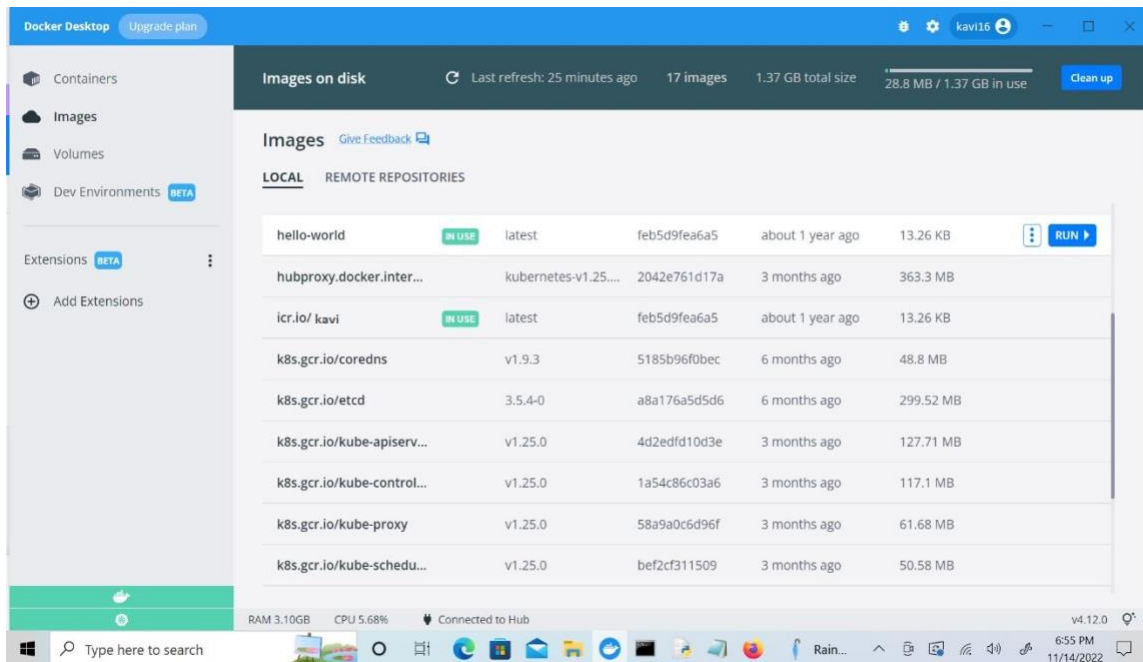 Docker Desktop Upgrade plan kavi16
Containers
Images
Volumes
Dev Environments BETA
Extensions BETA
Add Extensions
Images on disk Last refresh: 25 minutes ago 17 images 1.37 GB total size 28.8 MB / 1.37 GB in use Clean up
Images Give Feedback
LOCAL REMOTE REPOSITORIES
hello-world IN USE latest feb5d9fea6a5 about 1 year ago 13.26 KB RUN
hubproxy.docker.inter... kubernetes-v1.25.... 2042e761d17a 3 months ago 363.3 MB
icr.io/ kavi IN USE latest feb5d9fea6a5 about 1 year ago 13.26 KB
k8s.gcr.io/coredns v1.9.3 5185b96f0bec 6 months ago 48.8 MB
k8s.gcr.io/etcd 3.5.4-0 a8a176a5d5d6 6 months ago 299.52 MB
k8s.gcr.io/kube-apiserv... v1.25.0 4d2edfd10d3e 3 months ago 127.71 MB
k8s.gcr.io/kube-control... v1.25.0 1a54c86c03a6 3 months ago 117.1 MB
k8s.gcr.io/kube-proxy v1.25.0 58a9a0c6d96f 3 months ago 61.68 MB
k8s.gcr.io/kube-schedu... v1.25.0 bef2cf311509 3 months ago 50.58 MB
RAM 3.10GB CPU 5.68% Connected to Hub v4.12.0
Type here to search Rain... 6:55 PM
11/14/2022